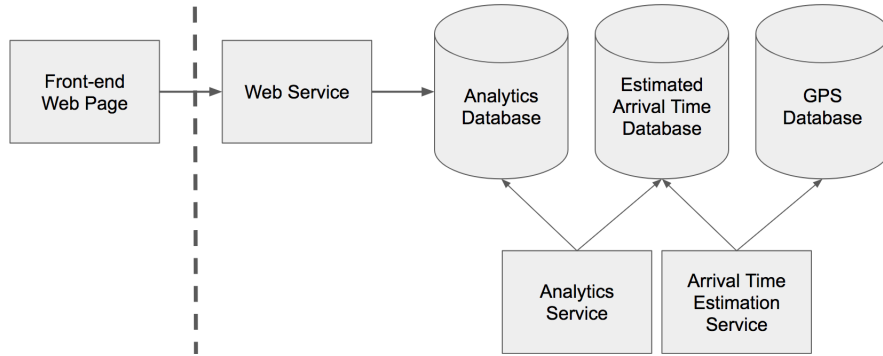 Front-end
Web Page
Web Service
Analytics
Database
Estimated
Arrival Time
Database
GPS
Database
Analytics
Service
Arrival Time
Estimation
Service